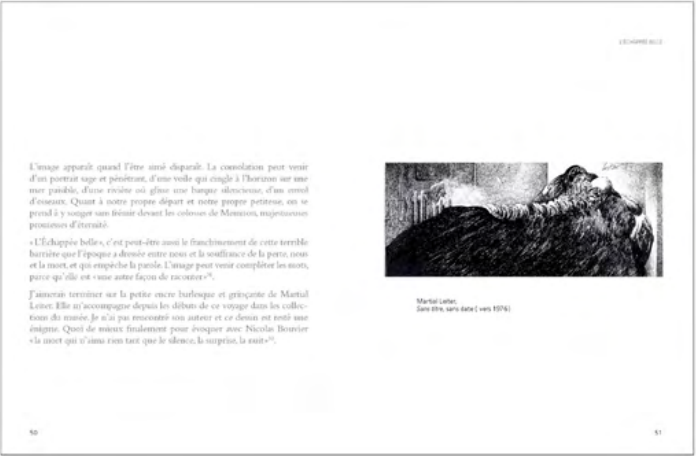 L'ÉCHAPPÉE BELLE
L'image apparaît quand l'être aimé disparaît. La consolation peut venir
d'un portrait sage et pénétrant, d'une voile qui cingle à l'horizon sur une
mer paisible, d'une rivière où glisse une barque silencieuse, d'un envol
d'oiseaux. Quant à notre propre départ et notre propre petitesse, on se
prend à y songer sans frémir devant les colosses de Memnon, majestueuses
promesses d'éternité.
« L'Échappée belle », c'est peut-être aussi le franchissement de cette terrible
barrière que l'époque a dressée entre nous et la souffrance de la perte, nous
et la mort, et qui empêche la parole. L'image peut venir compléter les mots,
parce qu'elle est « une autre façon de raconter »
J'aimerais terminer sur la petite encre burlesque et grinçante de Martial
Leiter. Elle m'accompagne depuis les débuts de ce voyage dans les collec-
tions du musée. Je n'ai pas rencontré son auteur et ce dessin est resté une
énigme. Quoi de mieux finalement pour évoquer avec Nicolas Bouvier
« la mort qui n'aima rien tant que le silence, la surprise, la nuit »
Leiter
Martial Leiter,
Sans titre, sans date ( vers 1976)
50
51